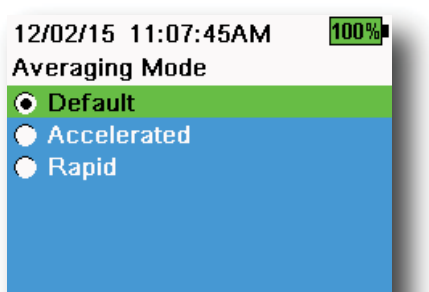 12/02/15 11:07:45AM 100%
Averaging Mode
Default
Accelerated
Rapid